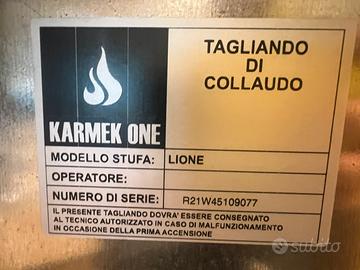 TAGLIANDO
DI
COLLAUDO
KARMEK ONE
MODELLO STUFA: LIONE
OPERATORE:
NUMERO DI SERIE: R21W45109077
IL PRESENTE TAGLIANDO DOVRA' ESSERE CONSEGNATO
AL TECNICO AUTORIZZATO IN CASO DI MALFUNZIONAMENTO
IN OCCASIONE DELLA PRIMA ACCENSIONE
subito